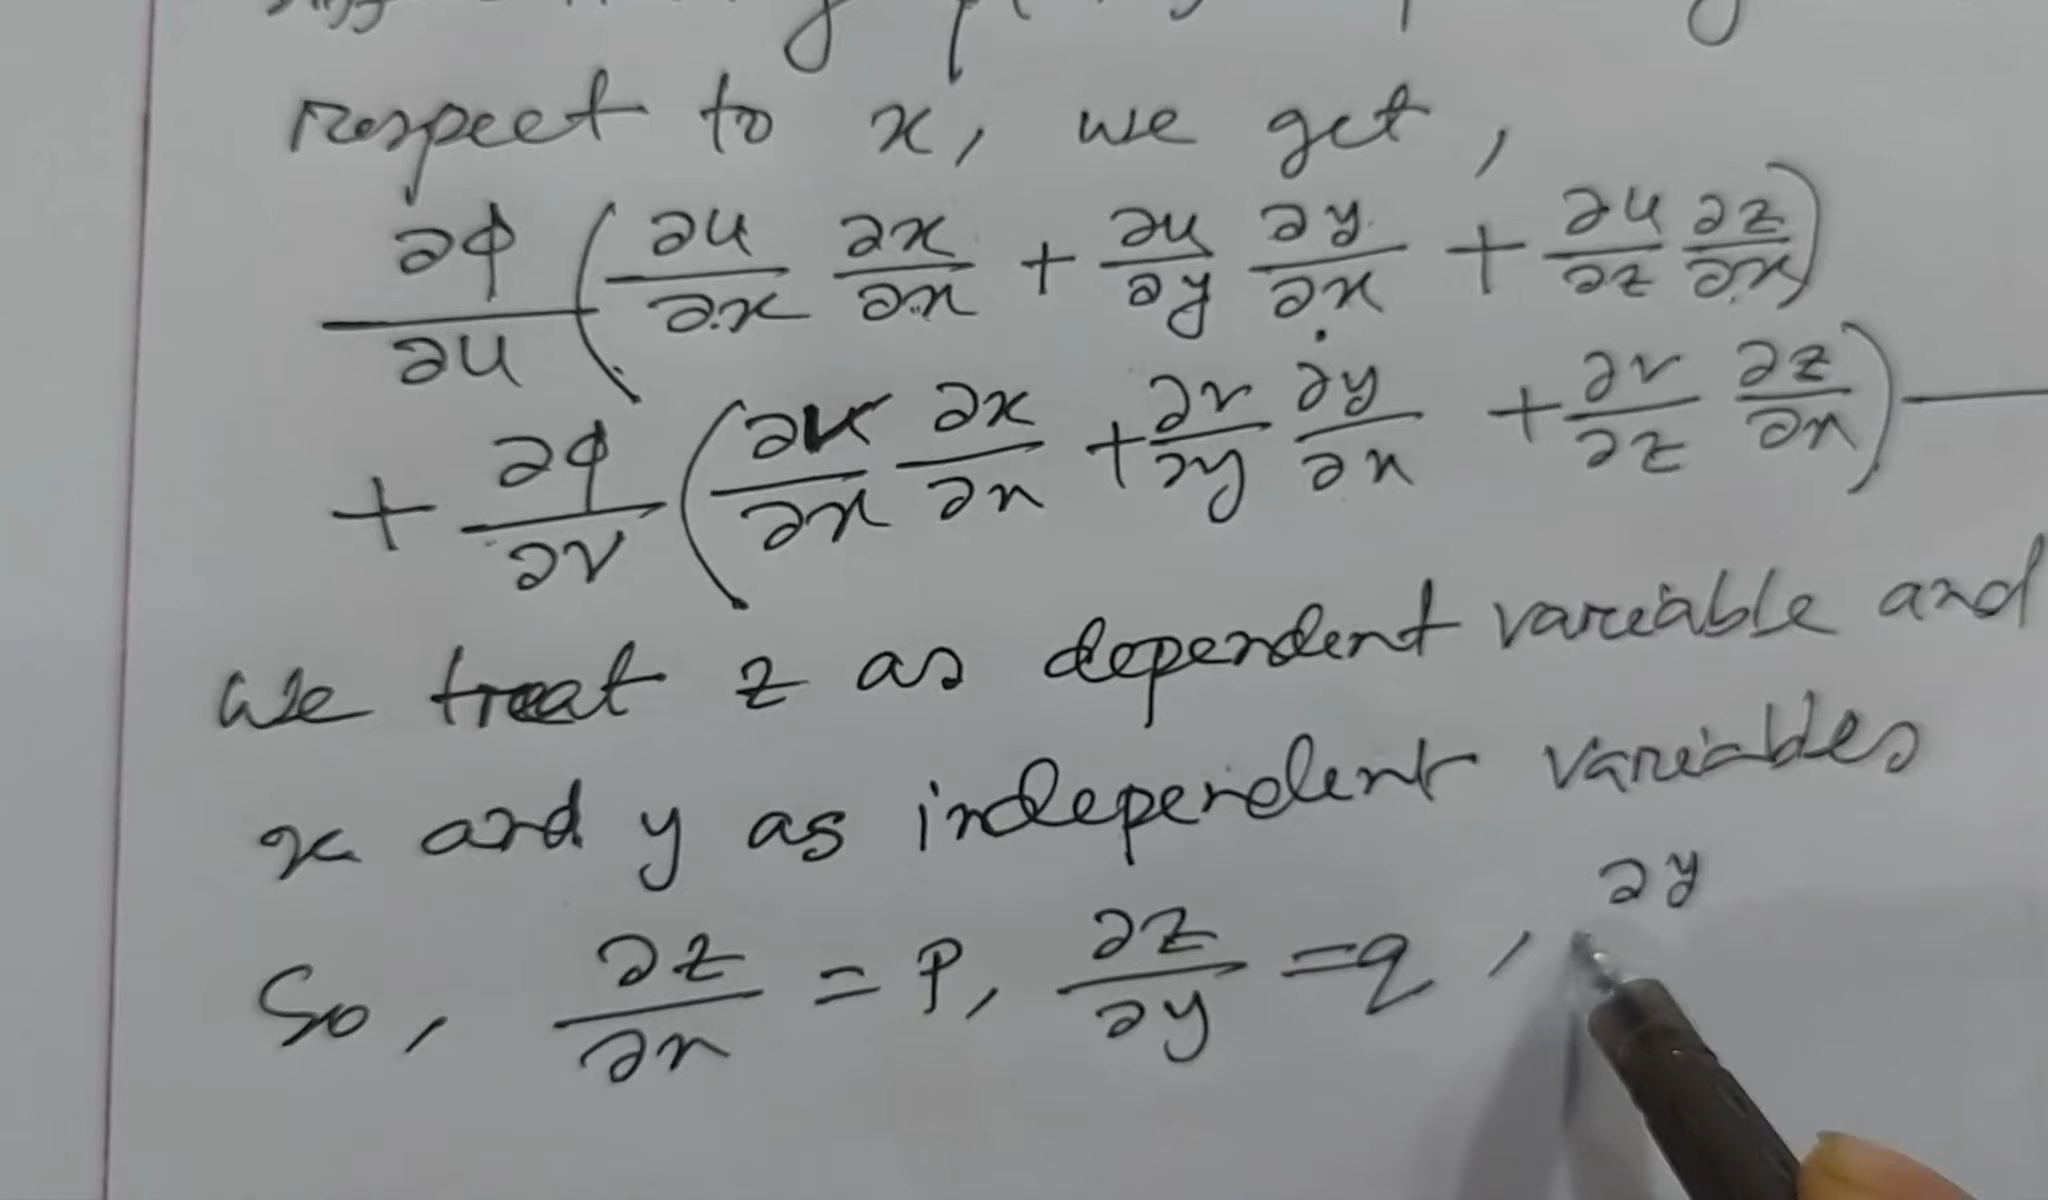 respect to x, we get,
∂φ/∂u (∂u/∂x ∂x/∂x + ∂u/∂y ∂y/∂x + ∂u/∂z ∂z/∂x)
+ ∂φ/∂v (∂v/∂x ∂x/∂x + ∂v/∂y ∂y/∂x + ∂v/∂z ∂z/∂x) —
We treat z as dependent variable and
x and y as independent variables
So, ∂z/∂x = P, ∂z/∂y = q, ∂y